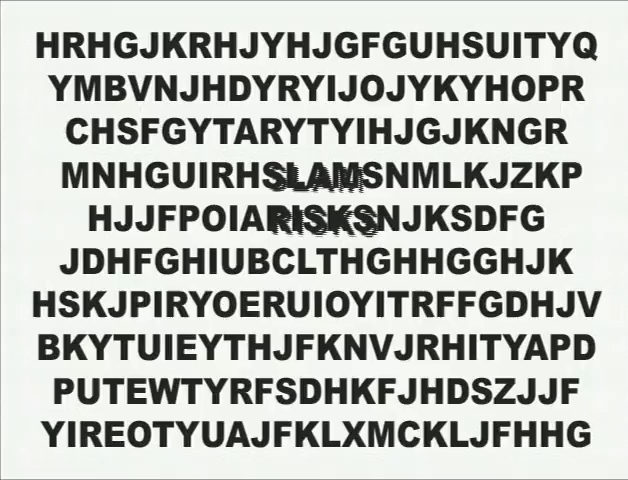 HRHGJKRHJYHJGFGUHSUITYQ
YMBVNJHDYRYIJOJYKYHOPR
CHSFGYTARYTYIHJGJKNGR
MNHGUIRHSLAMSNMLKJZKP
HJJFPOIARISKSNJKSDFG
JDHFGHIUBCLTHGHHGGHJK
HSKJPIRYOERUIOYITRFFGDHJV
BKYTUIEYTHJFKNVJRHITYAPD
PUTEWTYRFSDHKFJHDSZJJF
YIREOTYUAJFKLXMCKLJFHHG